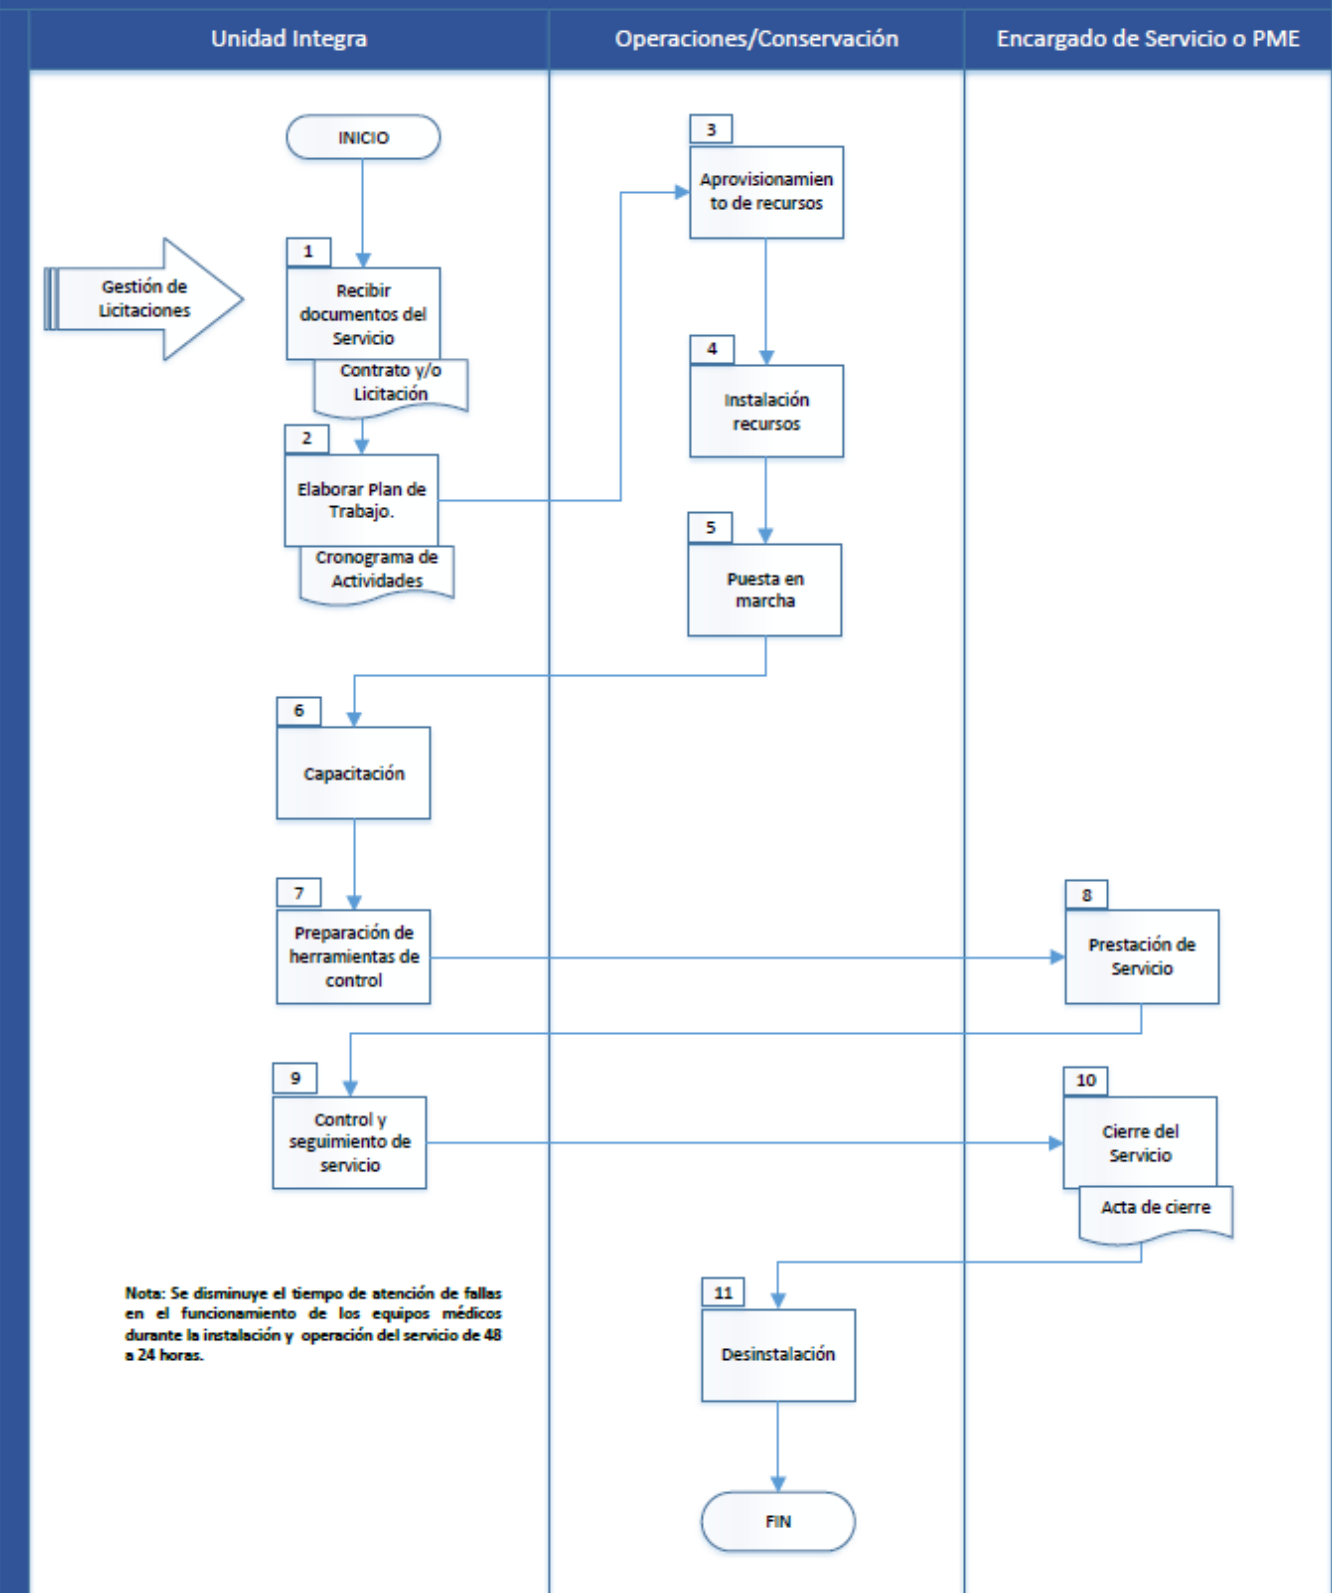 Unidad Integra
Operaciones/Conservación
Encargado de Servicio o PME
INICIO
Gestión de
Licitaciones
1
Recibir
documentos del
Servicio
Contrato y/o
Licitación
2
Elaborar Plan de
Trabajo.
Cronograma de
Actividades
3
Aprovisionamien
to de recursos
4
Instalación
recursos
5
Puesta en
marcha
6
Capacitación
7
Preparación de
herramientas de
control
8
Prestación de
Servicio
9
Control y
seguimiento de
servicio
10
Cierre del
Servicio
Acta de cierre
11
Desinstalación
FIN
Nota: Se disminuye el tiempo de atención de fallas
en el funcionamiento de los equipos médicos
durante la instalación y operación del servicio de 48
a 24 horas.